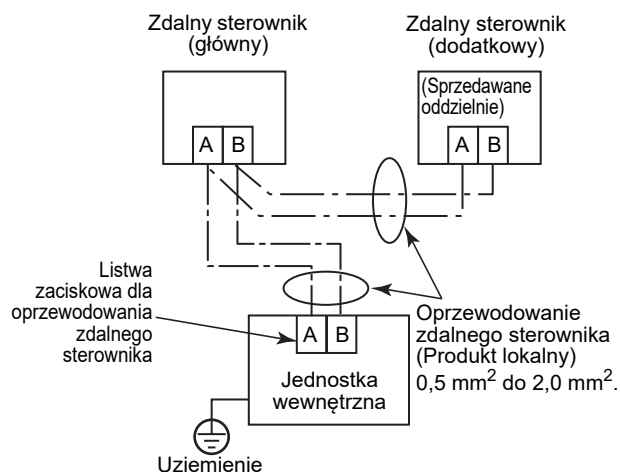 Zdalny sterownik
(główny)
Zdalny sterownik
(dodatkowy)
(Sprzedawane
oddzielnie)
A B
A B
Listwa
zaciskowa dla
oprzewodowania
zdalnego
sterownika
A B
Jednostka
wewnętrzna
Oprzewodowanie
zdalnego sterownika
(Produkt lokalny)
0,5 mm² do 2,0 mm².
Uziemienie